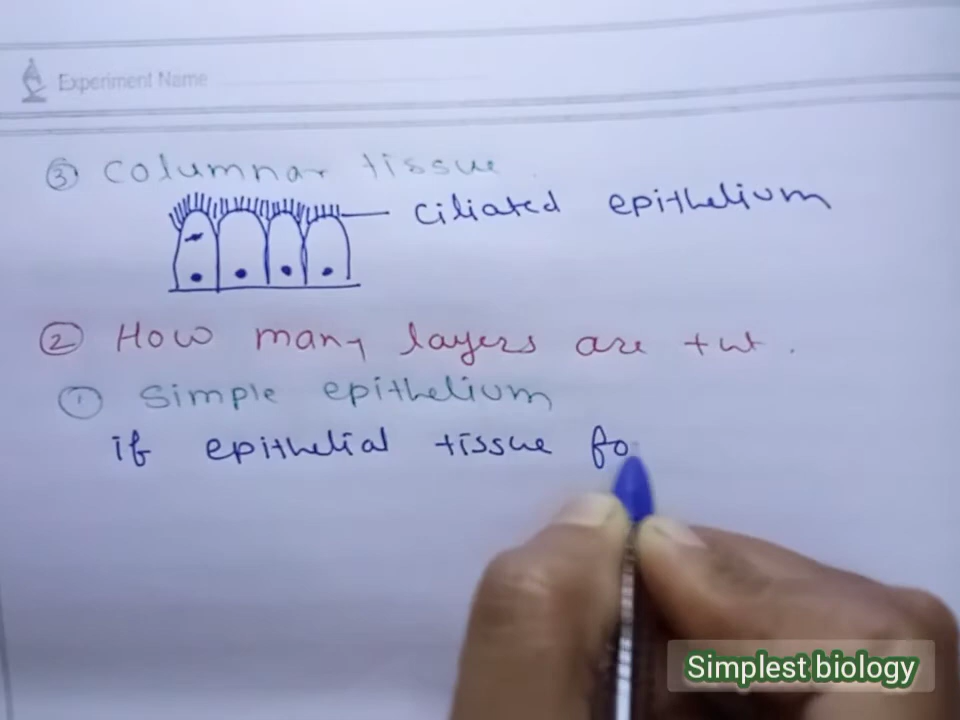 Experiment Name
③ Columnar tissue
ciliated epithelium
② How many layers are
① Simple epithelium
if epithelial tissue fo
Simplest biology